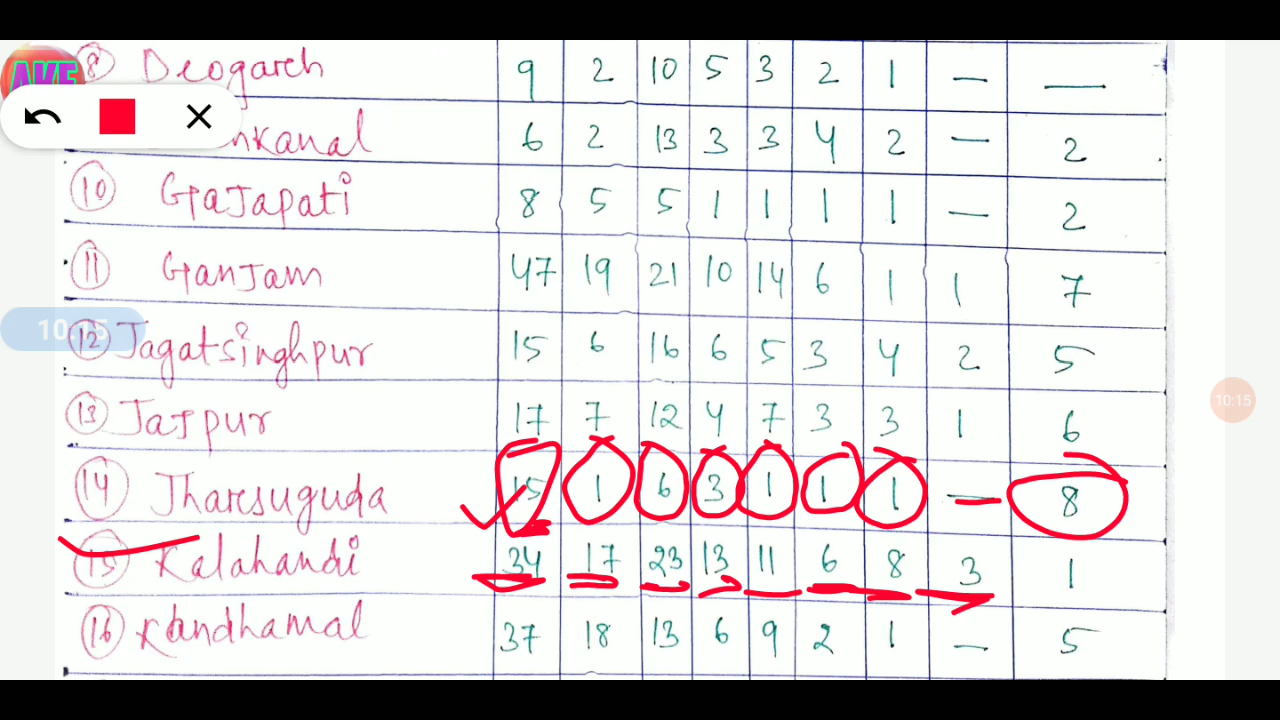 AKE
8 Deogarh 9 2 10 5 3 2 1 — —
nkanal 6 2 13 3 3 4 2 — 2
10 Gajapati 8 5 5 1 1 1 1 — 2
11 Ganjam 47 19 21 10 14 6 1 1 7
10:15
12 Jagatsinghpur 15 6 16 6 5 3 4 2 5
10:15
13 Jajpur 17 7 12 4 7 3 3 1 6
14 Jharsuguda 15 1 6 3 1 1 1 — 8
15 Kalahandi 34 17 23 13 11 6 8 3 1
16 Kandhamal 37 18 13 6 9 2 1 — 5